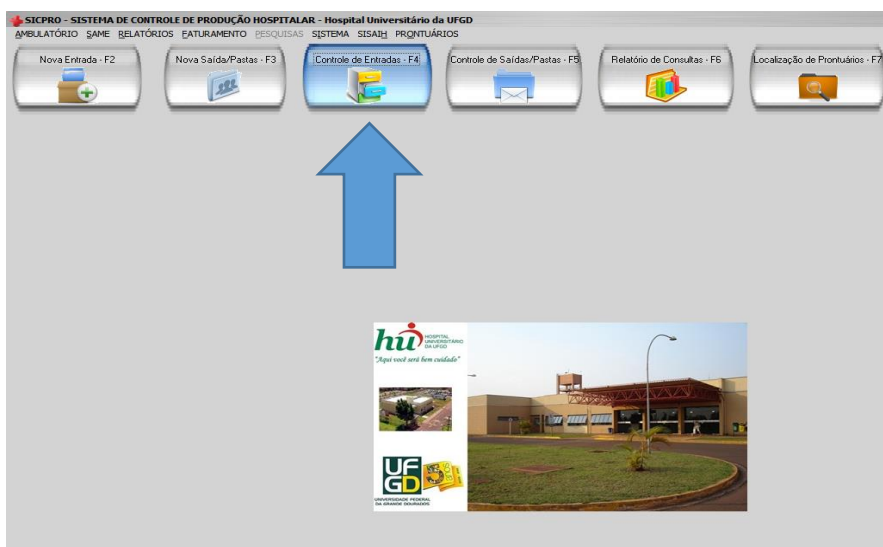 SICPRO - SISTEMA DE CONTROLE DE PRODUÇÃO HOSPITALAR - Hospital Universitário da UFGD
AMBULATÓRIO SAME RELATÓRIOS FATURAMENTO PESQUISAS SISTEMA SISAIH PRONTUÁRIOS
Nova Entrada - F2 Nova Saída/Pastas - F3 Controle de Entradas - F4 Controle de Saídas/Pastas - F5 Relatório de Consultas - F6 Localização de Prontuários - F7
hu HOSPITAL
UNIVERSITÁRIO
DA UFGD
"Aqui você será bem cuidado"
UF
GD
UNIVERSIDADE FEDERAL
DA GRANDE DOURADOS